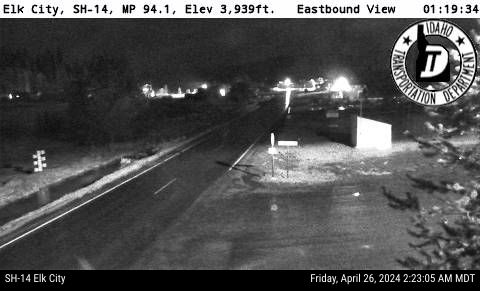 Elk City, SH-14, MP 94.1, Elev 3,939ft. Eastbound View 01:19:34
IDAHO
TRANSPORTATION DEPARTMENT
SH-14 Elk City Friday, April 26, 2024 2:23:05 AM MDT